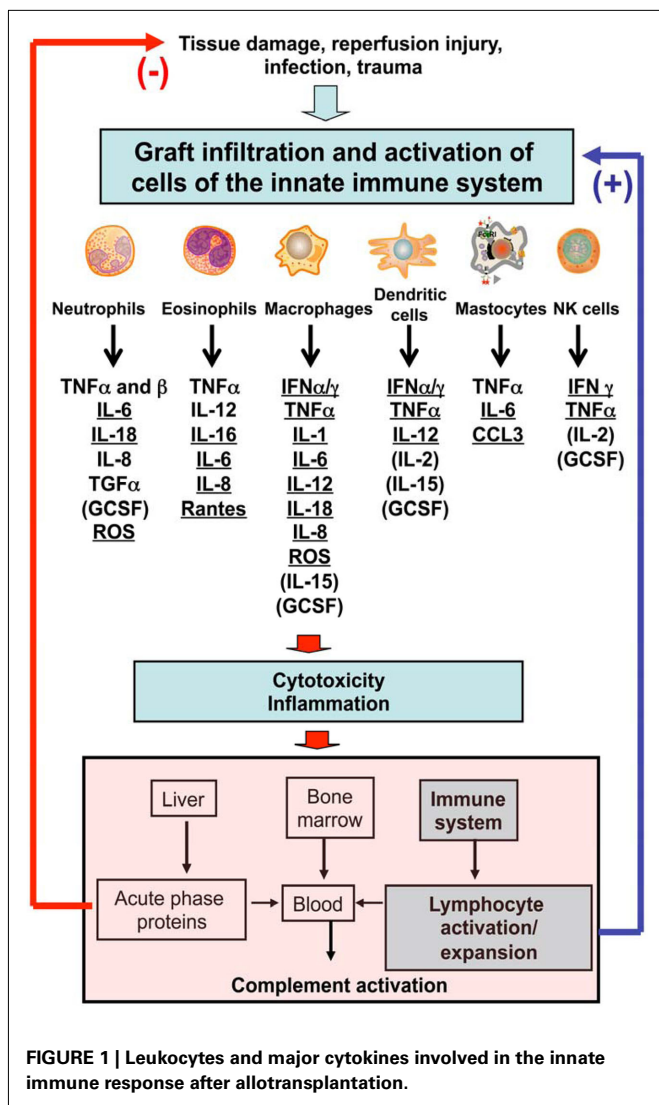 Tissue damage, reperfusion injury,
infection, trauma
(-)
Graft infiltration and activation of
cells of the innate immune system
(+)
FcεRI
Neutrophils
Eosinophils
Macrophages
Dendritic
cells
Mastocytes
NK cells
TNFα and β
IL-6
IL-18
IL-8
TGFα
(GCSF)
ROS
TNFα
IL-12
IL-16
IL-6
IL-8
Rantes
IFNα/γ
TNFα
IL-1
IL-6
IL-12
IL-18
IL-8
ROS
(IL-15)
(GCSF)
IFNα/γ
TNFα
IL-12
(IL-2)
(IL-15)
(GCSF)
TNFα
IL-6
CCL3
IFN γ
TNFα
(IL-2)
(GCSF)
Cytotoxicity
Inflammation
Liver
Bone
marrow
Immune
system
Acute phase
proteins
Blood
Lymphocyte
activation/
expansion
Complement activation
FIGURE 1 | Leukocytes and major cytokines involved in the innate
immune response after allotransplantation.